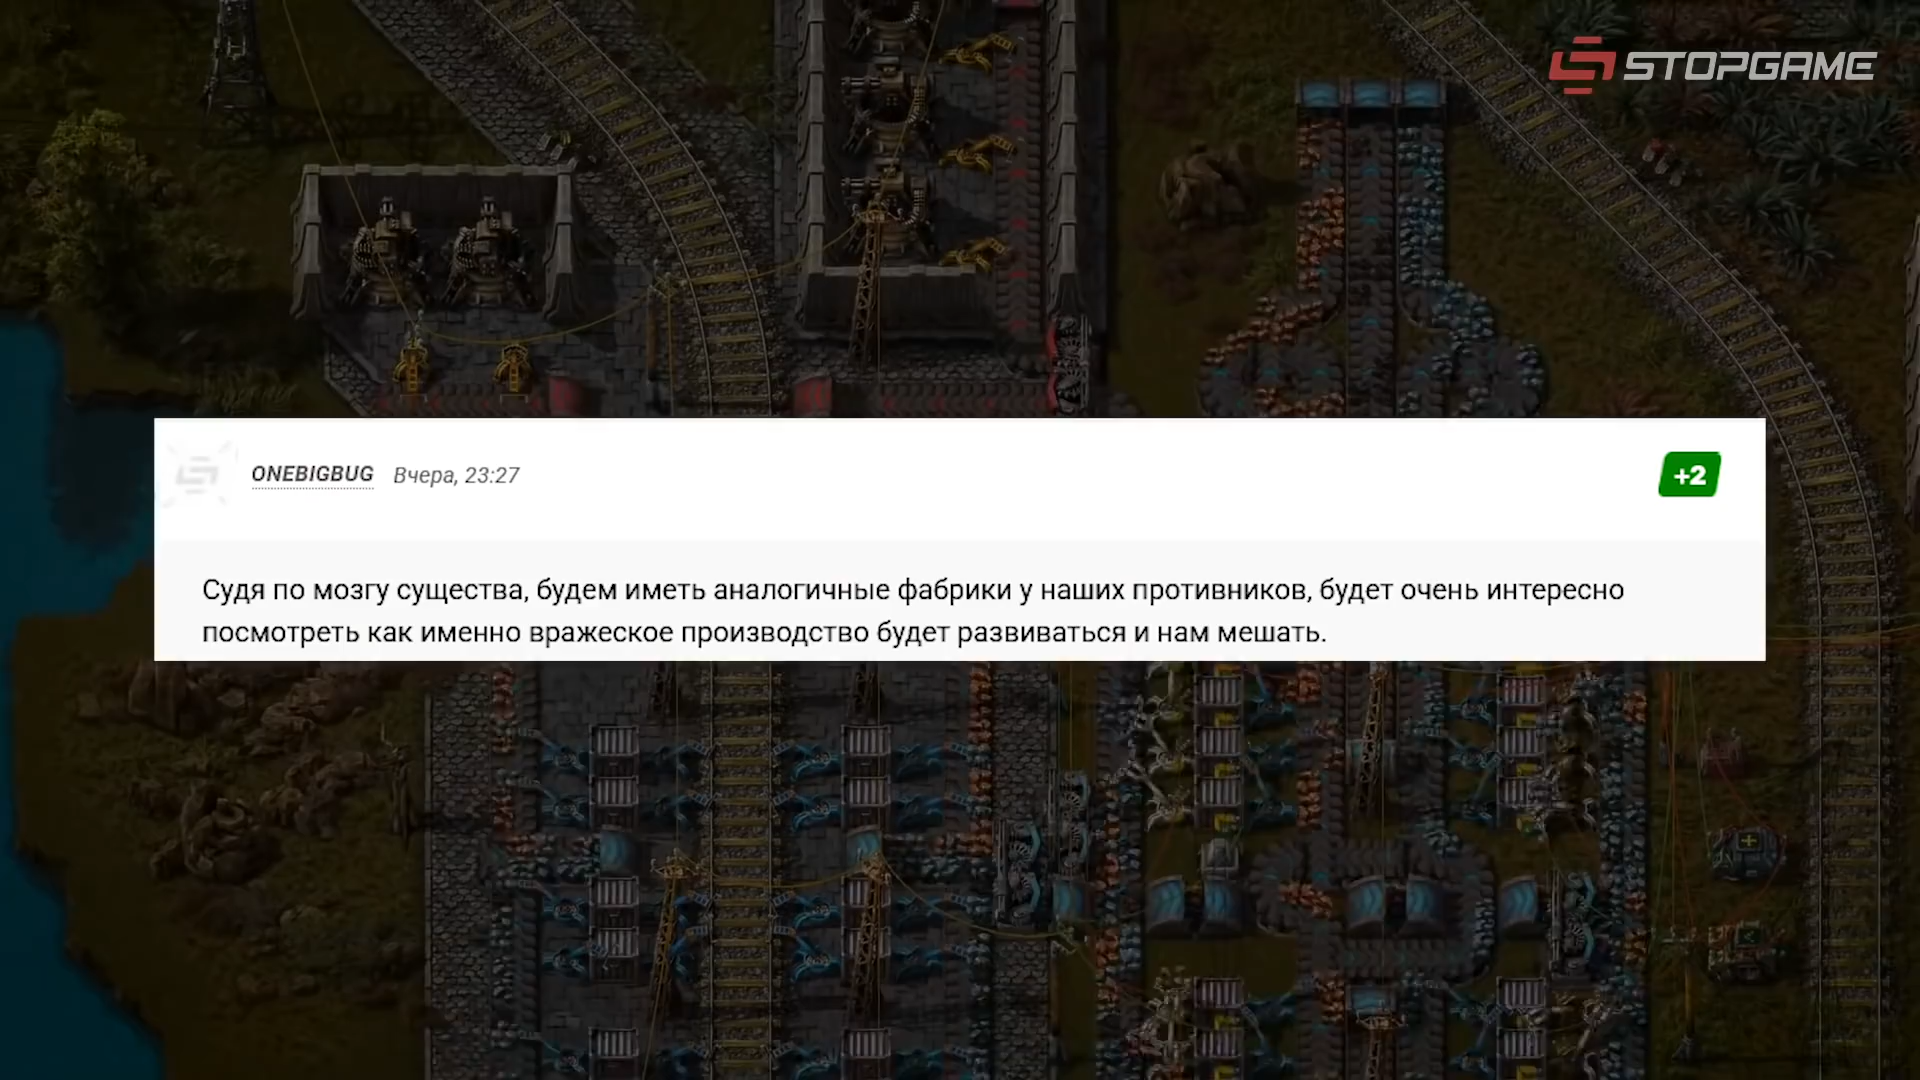 STOPGAME
ONEBIGBUG Вчера, 23:27
+2
Судя по мозгу существа, будем иметь аналогичные фабрики у наших противников, будет очень интересно
посмотреть как именно вражеское производство будет развиваться и нам мешать.